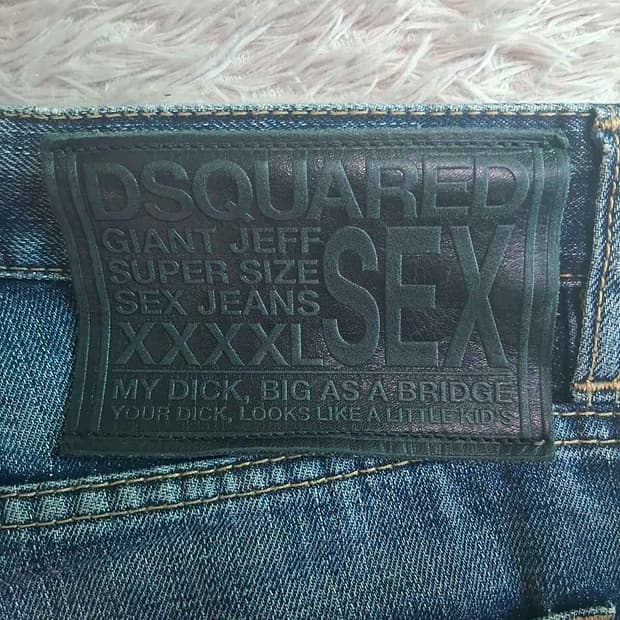 DSQUARED
GIANT JEFF
SUPER SIZE
SEX JEANS
XXXXL
SEX
MY DICK, BIG AS A BRIDGE
YOUR DICK, LOOKS LIKE A LITTLE KID'S